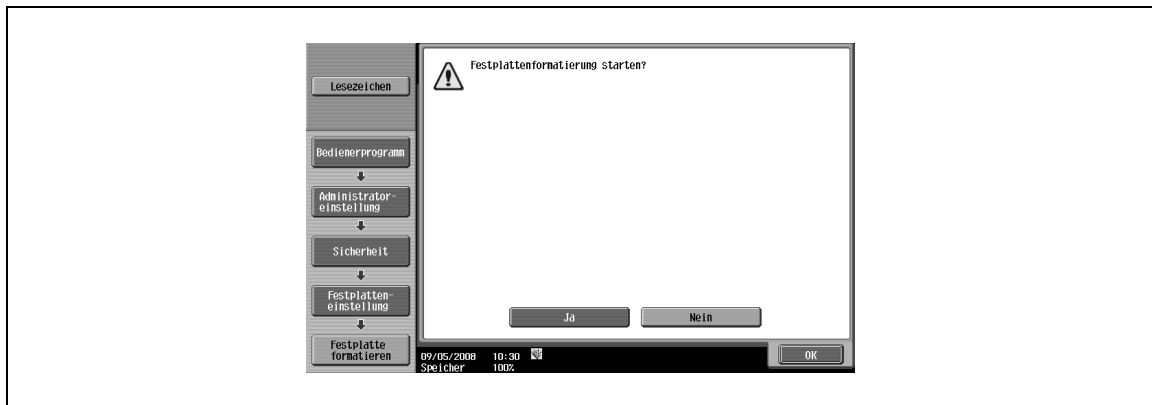 Lesezeichen
Bedienerprogramm
Administrator-
einstellung
Sicherheit
Festplatten-
einstellung
Festplatte
formatieren
Festplattenformatierung starten?
Ja
Nein
09/05/2008 10:30
Speicher 100%
OK